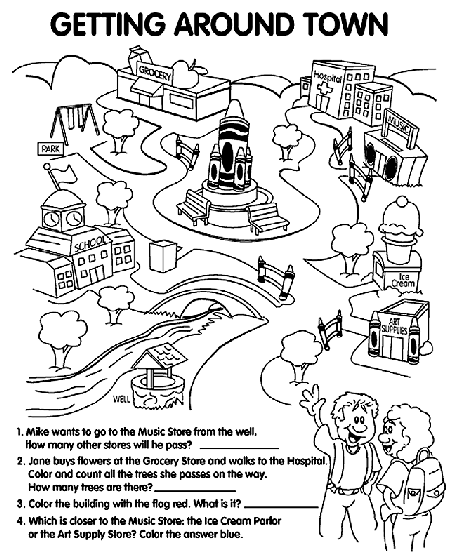 GETTING AROUND TOWN
GROCERY
Hospital
MUSIC
PARK
SCHOOL
Ice
Cream
ART
SUPPLIES
WELL
1. Mike wants to go to the Music Store from the well.
How many other stores will he pass? ____________
2. Jane buys flowers at the Grocery Store and walks to the Hospital.
Color and count all the trees she passes on the way.
How many trees are there? ____________
3. Color the building with the flag red. What is it? ____________
4. Which is closer to the Music Store: the Ice Cream Parlor
or the Art Supply Store? Color the answer blue.